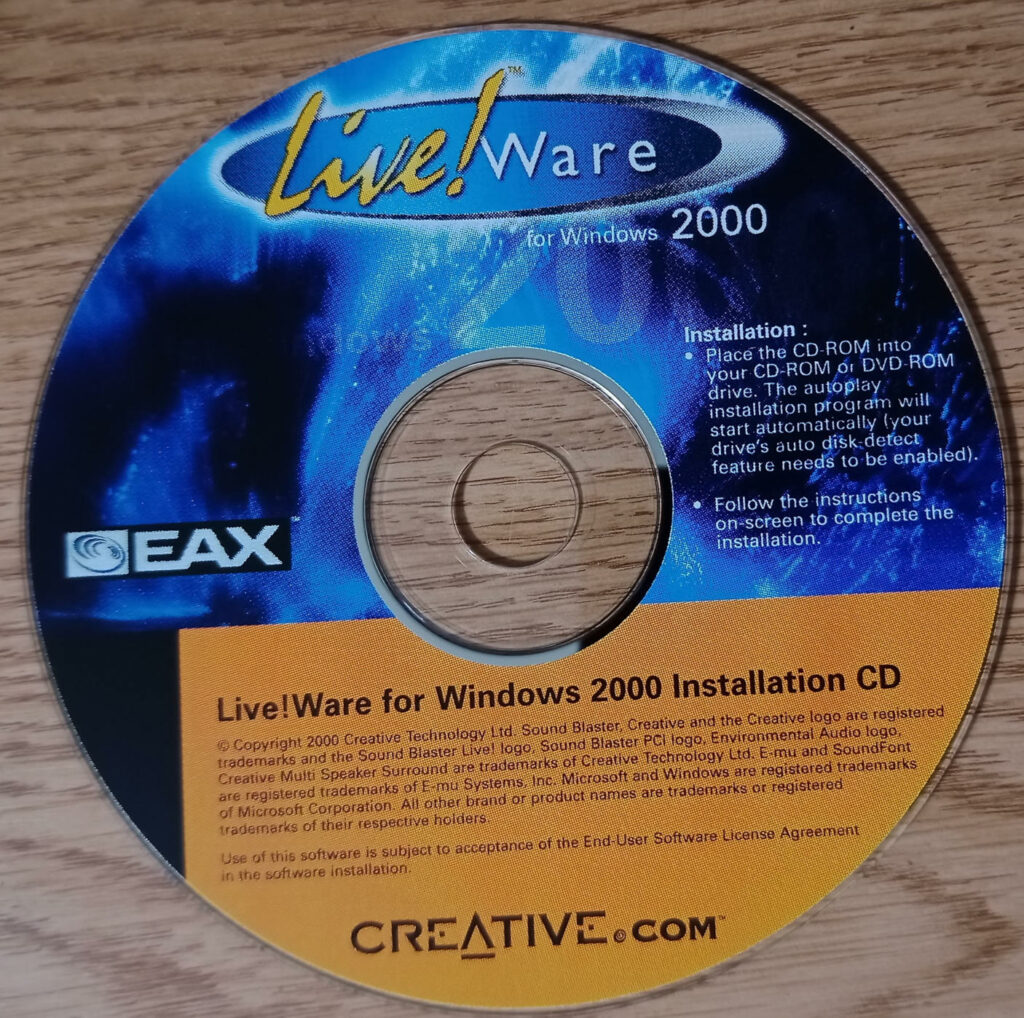 Live!Ware™
for Windows 2000
dows 2000
Installation :
• Place the CD-ROM into
your CD-ROM or DVD-ROM
drive. The autoplay
installation program will
start automatically (your
drive's auto disk-detect
feature needs to be enabled).
• Follow the instructions
on-screen to complete the
installation.
EAX™
Live!Ware for Windows 2000 Installation CD
© Copyright 2000 Creative Technology Ltd. Sound Blaster, Creative and the Creative logo are registered
trademarks and the Sound Blaster Live! logo, Sound Blaster PCI logo, Environmental Audio logo,
Creative Multi Speaker Surround are trademarks of Creative Technology Ltd. E-mu and SoundFont
are registered trademarks of E-mu Systems, Inc. Microsoft and Windows are registered trademarks
of Microsoft Corporation. All other brand or product names are trademarks or registered
trademarks of their respective holders.
Use of this software is subject to acceptance of the End-User Software License Agreement
in the software installation.
CREATIVE.COM™